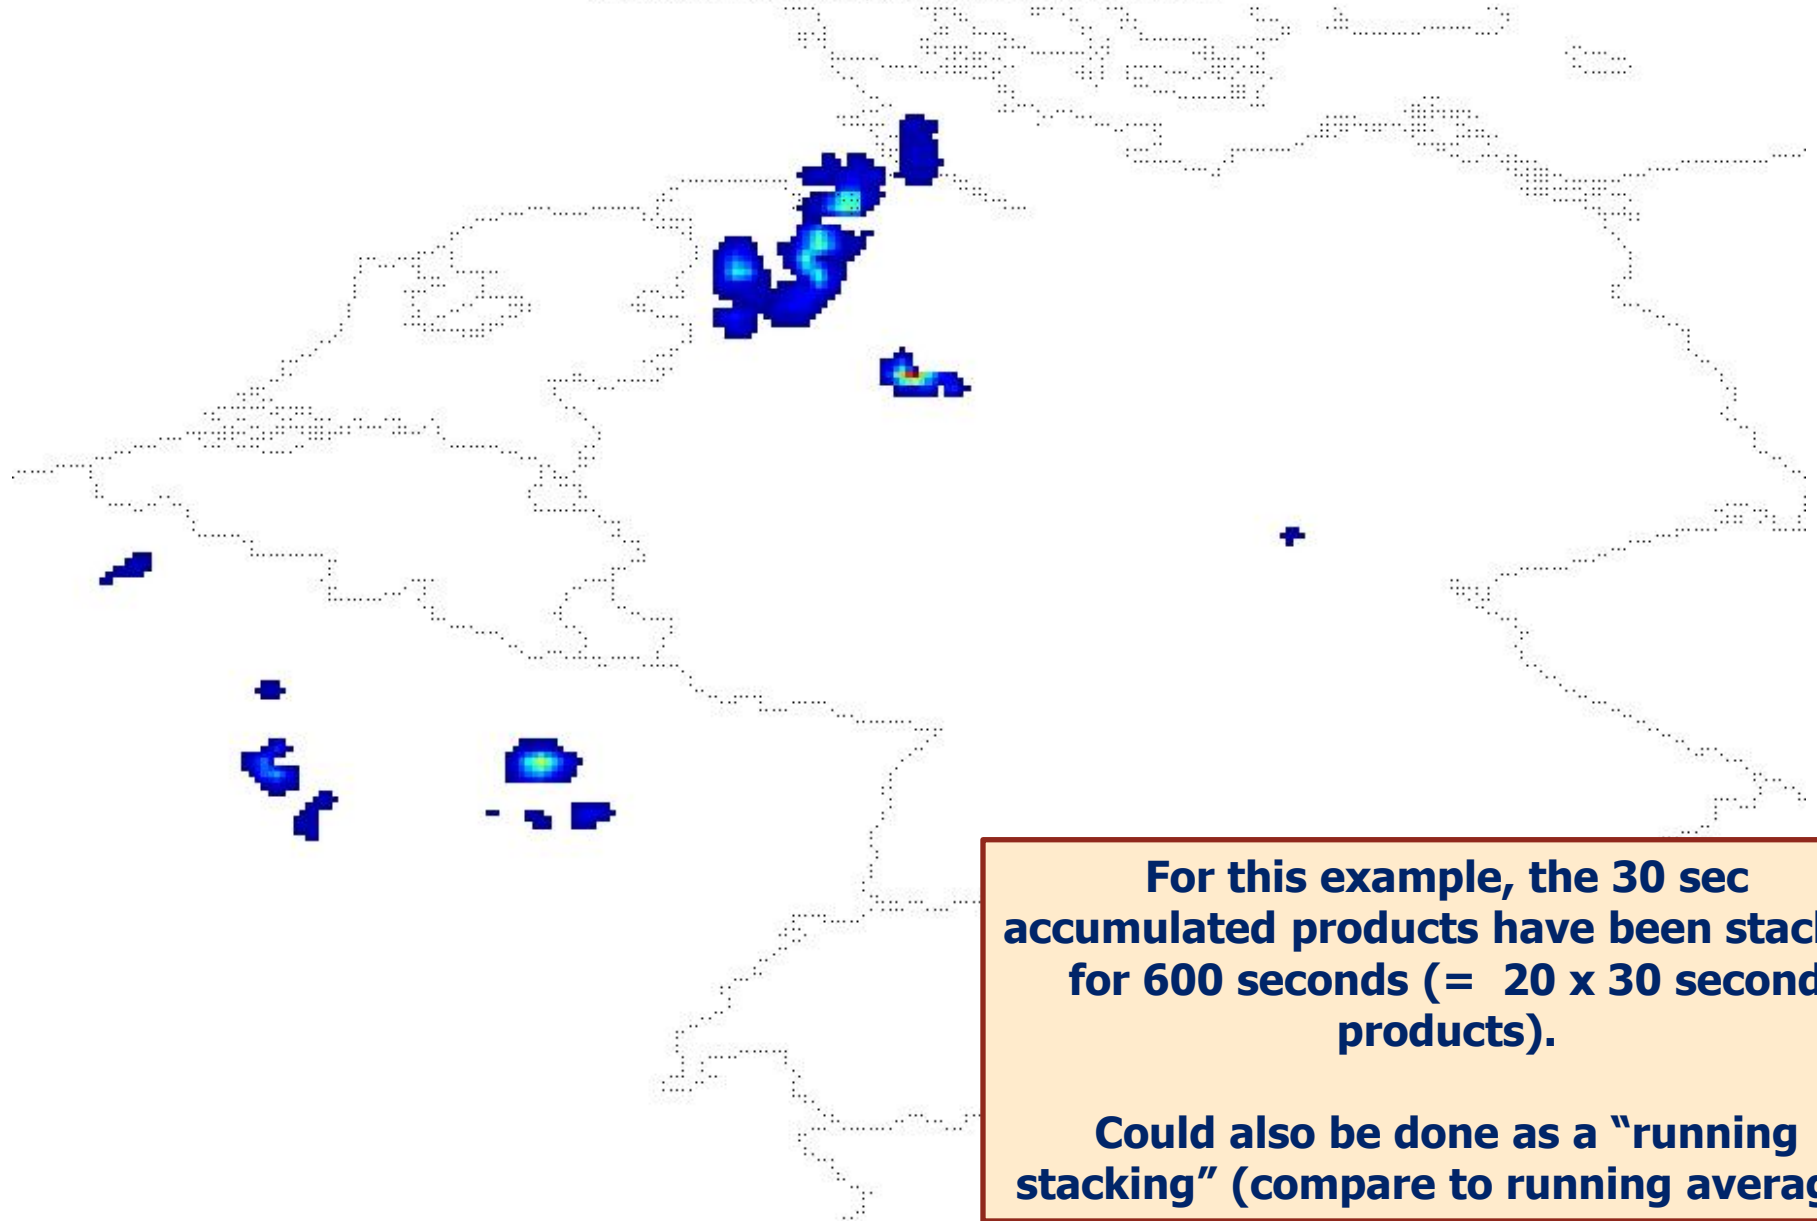 For this example, the 30 sec
accumulated products have been stac
for 600 seconds (= 20 x 30 second
products).
Could also be done as a “running
stacking” (compare to running averag